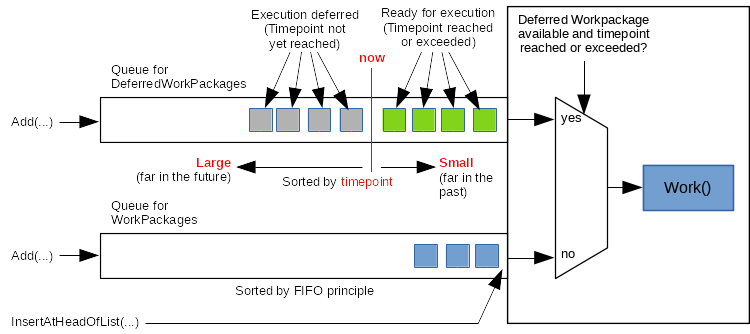 Execution deferred
(Timepoint not
yet reached)
Ready for execution
(Timepoint reached
or exceeded)
Deferred Workpackage
available and timepoint
reached or exceeded?
now
Queue for
DeferredWorkPackages
Add(...)
yes
Large
(far in the future)
Sorted by timepoint
Small
(far in the
past)
Work()
Queue for
WorkPackages
Add(...)
no
Sorted by FIFO principle
InsertAtHeadOfList(...)